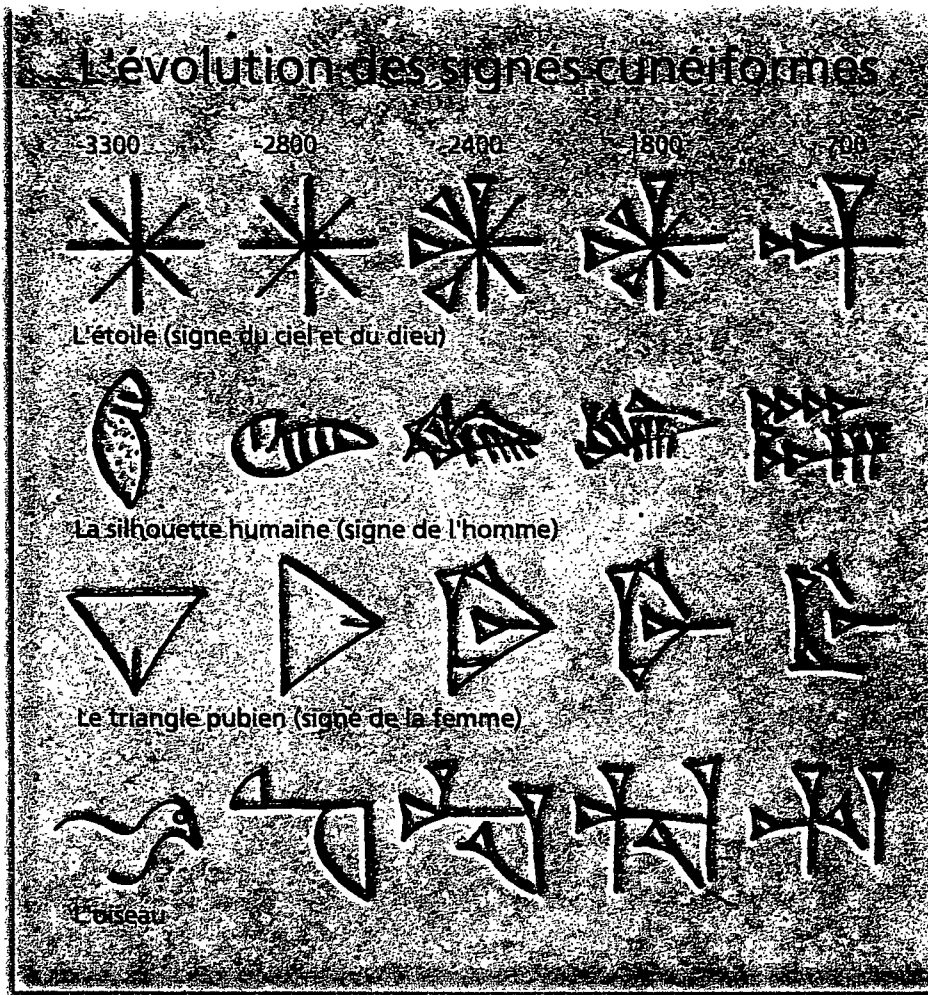 L'évolution des signes cunéiformes
-3300 -2800 -2400 -1800 -700
L'étoile (signe du ciel et du dieu)
La silhouette humaine (signe de l'homme)
Le triangle pubien (signe de la femme)
L'oiseau